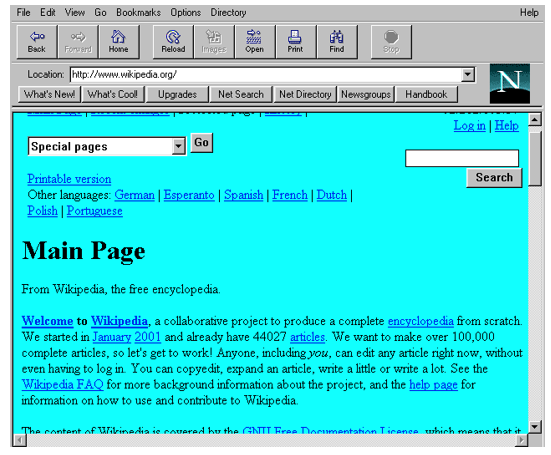 File Edit View Go Bookmarks Options Directory Help
Back Forward Home Reload Images Open Print Find Stop
Location: http://www.wikipedia.org/
N
What's New! What's Cool! Upgrades Net Search Net Directory Newsgroups Handbook
Log in | Help
Special pages Go
Search
Printable version
Other languages: German | Esperanto | Spanish | French | Dutch |
Polish | Portuguese
Main Page
From Wikipedia, the free encyclopedia.
Welcome to Wikipedia, a collaborative project to produce a complete encyclopedia from scratch.
We started in January 2001 and already have 44027 articles. We want to make over 100,000
complete articles, so let's get to work! Anyone, including you, can edit any article right now, without
even having to log in. You can copyedit, expand an article, write a little or write a lot. See the
Wikipedia FAQ for more background information about the project, and the help page for
information on how to use and contribute to Wikipedia.
The content of Wikipedia is covered by the GNU Free Documentation License, which means that it